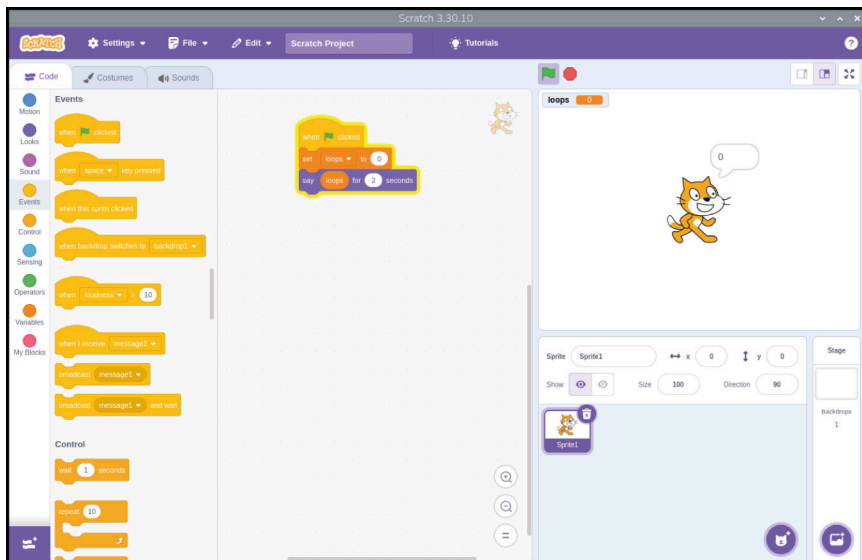 Scratch 3.30.10
SCRATCH Settings File Edit Scratch Project Tutorials ?
Code Costumes Sounds
Motion
Looks
Sound
Events
Control
Sensing
Operators
Variables
My Blocks
Events
when clicked
when space key pressed
when this sprite clicked
when backdrop switches to backdrop1
when loudness > 10
when I receive message1
broadcast message1
broadcast message1 and wait
Control
wait 1 seconds
repeat 10
when clicked
set loops to 0
say loops for 2 seconds
loops 0
0
Sprite Sprite1 x 0 y 0
Show Size 100 Direction 90
Sprite1
Stage
Backdrops
1